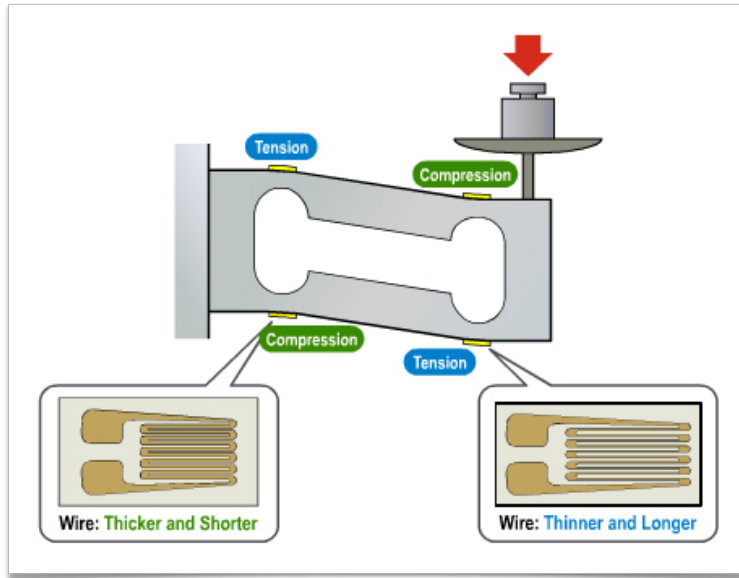 Tension
Compression
Compression
Tension
Wire: Thicker and Shorter
Wire: Thinner and Longer